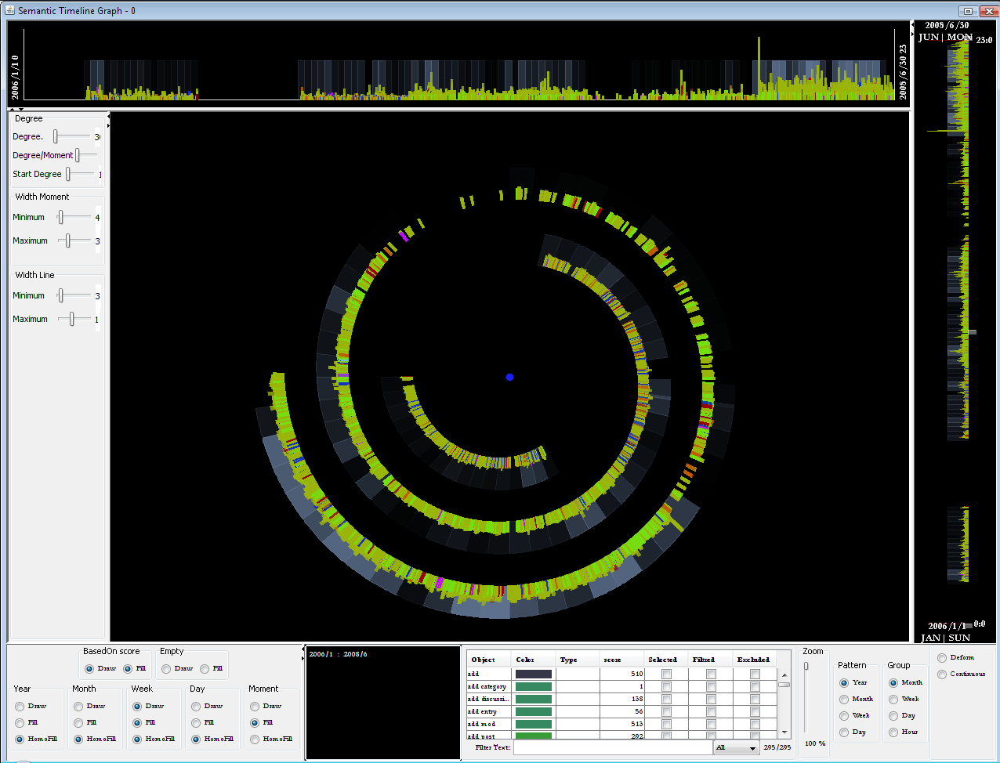 Semantic Timeline Graph - 0
2006/1/1 0
2008/6/30 23
2008/6/30
JUN | MON
23:0
Degree
Degree.
Degree/Moment
Start Degree
1
Width Moment
Minimum
4
Maximum
3
Width Line
Minimum
3
Maximum
1
2006/1/1
0:0
JAN | SUN
BasedOn score
Draw
Fill
Empty
Draw
Fill
Year
Draw
Fill
HomoFill
Month
Draw
Fill
HomoFill
Week
Draw
Fill
HomoFill
Day
Draw
Fill
HomoFill
Moment
Draw
Fill
HomoFill
2006/1 : 2008/6
Object Color Type score Selected Filtred Excluded
add 510
add category 1
add discussi... 138
add entry 56
add mod 513
add post 292
Filter Text:
All
295/295
Zoom
100 %
Pattern
Year
Month
Week
Day
Group
Month
Week
Day
Hour
Deform
Continuous